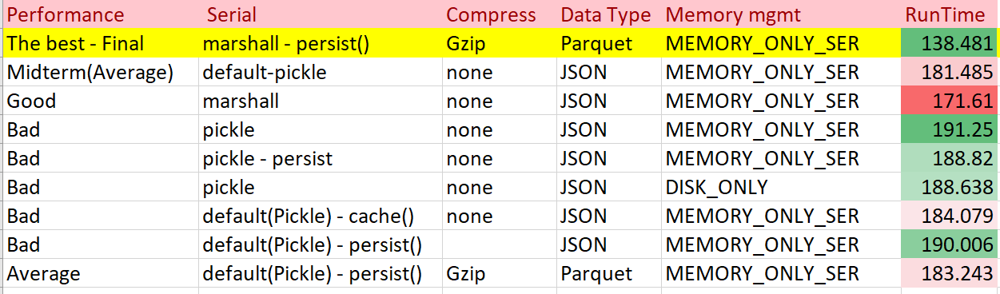 Performance Serial Compress Data Type Memory mgmt RunTime
The best - Final marshall - persist() Gzip Parquet MEMORY_ONLY_SER 138.481
Midterm(Average) default-pickle none JSON MEMORY_ONLY_SER 181.485
Good marshall none JSON MEMORY_ONLY_SER 171.61
Bad pickle none JSON MEMORY_ONLY_SER 191.25
Bad pickle - persist none JSON MEMORY_ONLY_SER 188.82
Bad pickle none JSON DISK_ONLY 188.638
Bad default(Pickle) - cache() none JSON MEMORY_ONLY_SER 184.079
Bad default(Pickle) - persist() JSON MEMORY_ONLY_SER 190.006
Average default(Pickle) - persist() Gzip Parquet MEMORY_ONLY_SER 183.243